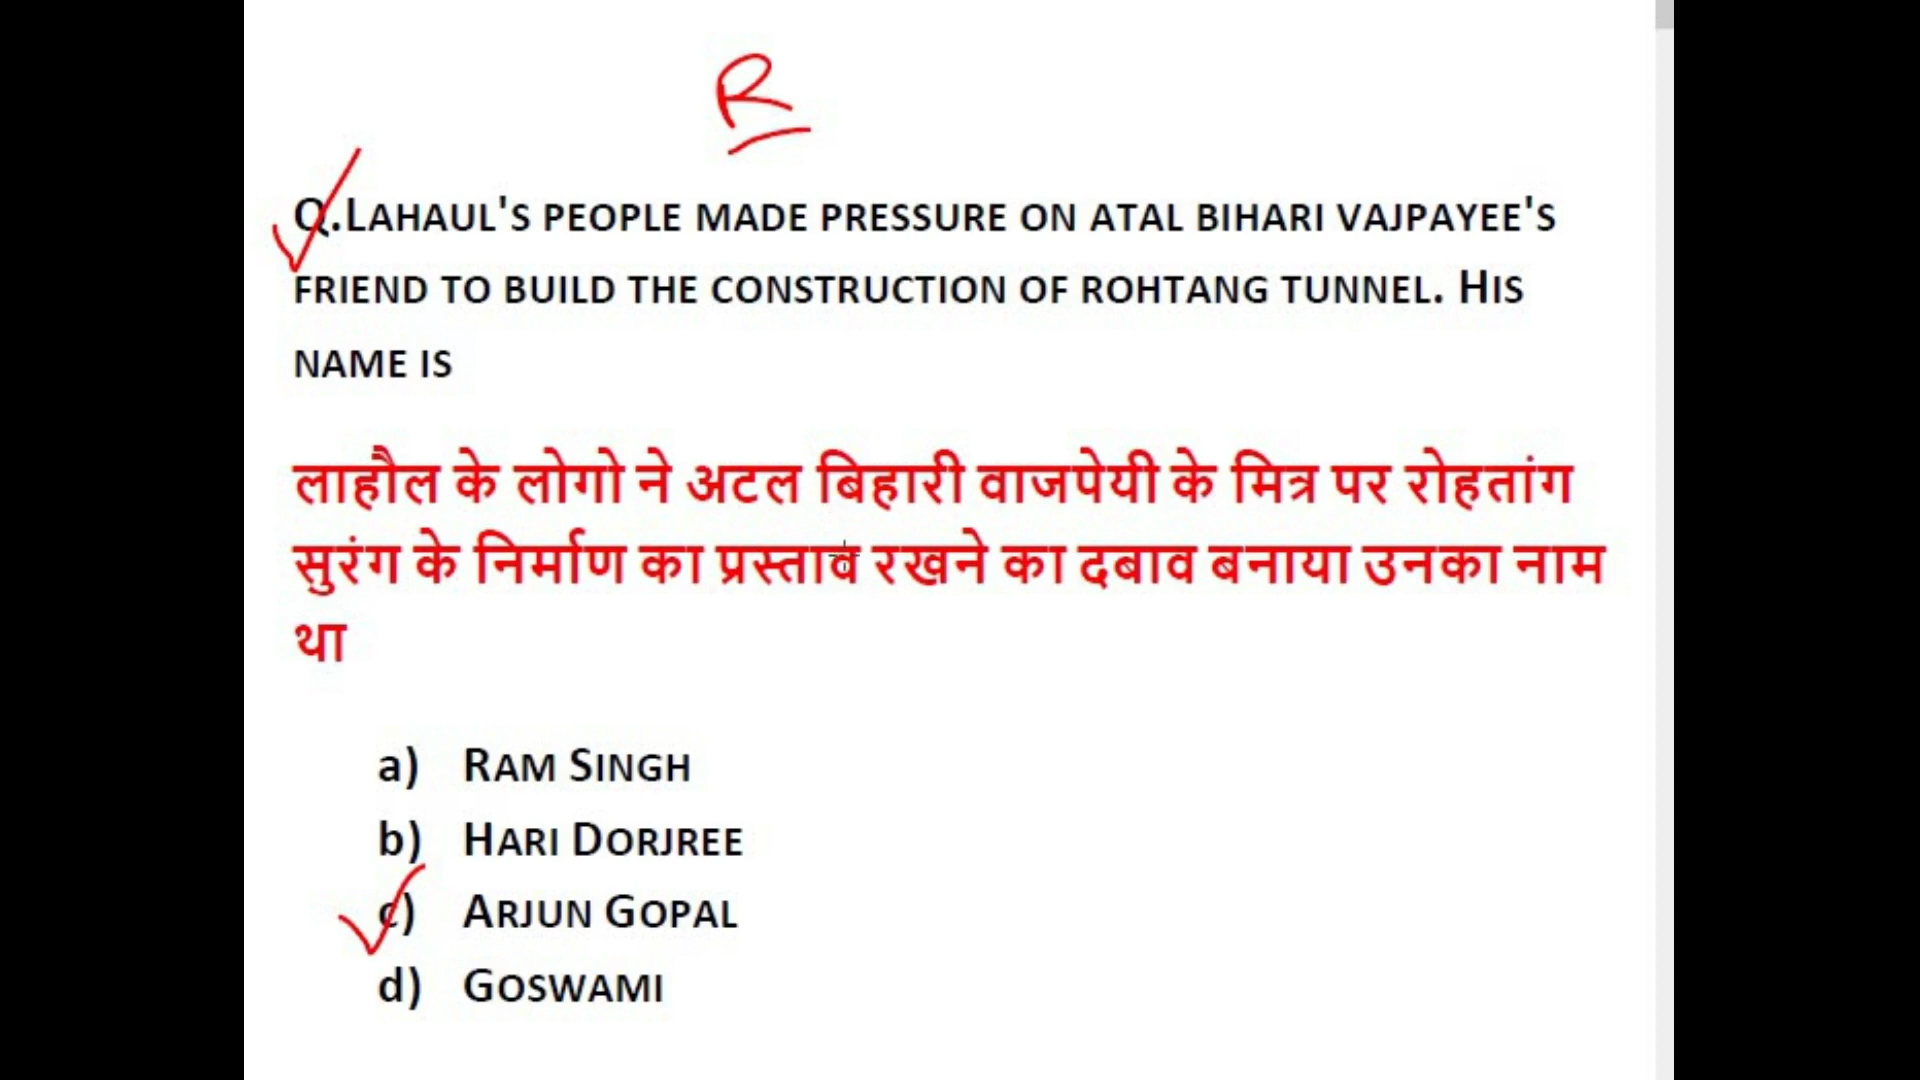 R
Q.LAHAUL'S PEOPLE MADE PRESSURE ON ATAL BIHARI VAJPAYEE'S
FRIEND TO BUILD THE CONSTRUCTION OF ROHTANG TUNNEL. HIS
NAME IS
लाहौल के लोगो ने अटल बिहारी वाजपेयी के मित्र पर रोहतांग
सुरंग के निर्माण का प्रस्ताव रखने का दबाव बनाया उनका नाम
था
a) RAM SINGH
b) HARI DORJREE
c) ARJUN GOPAL
d) GOSWAMI